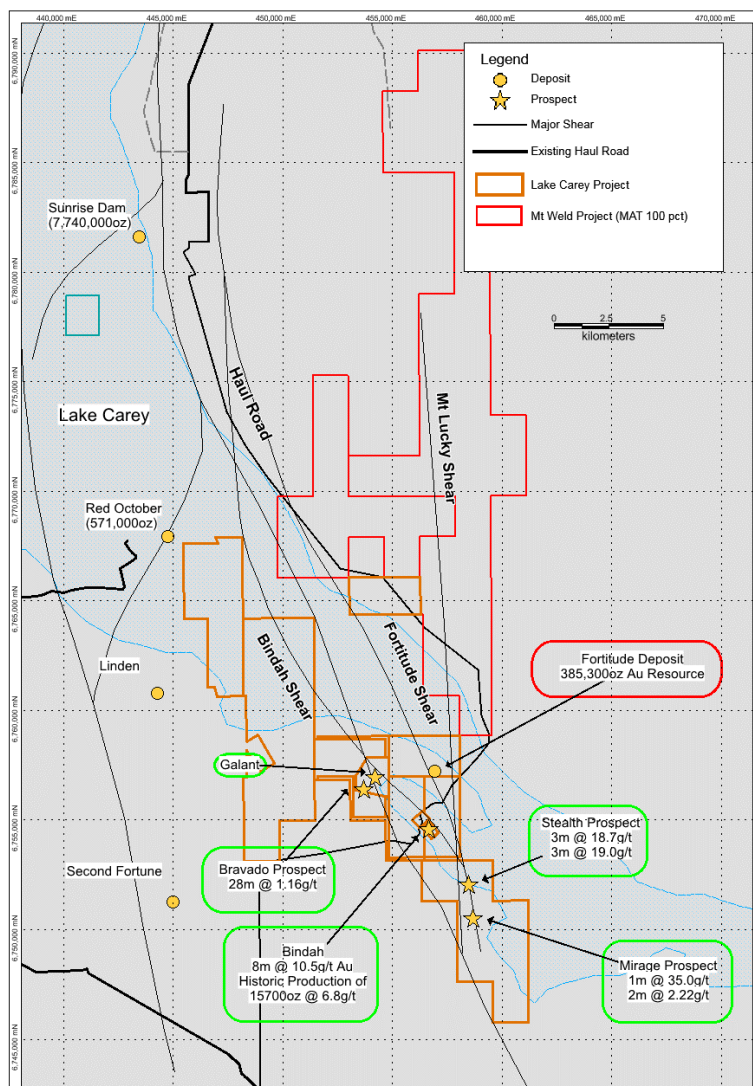 440,000 mE
445,000 mE
450,000 mE
455,000 mE
460,000 mE
465,000 mE
470,000 mE
6,790,000 mN
6,785,000 mN
6,780,000 mN
6,775,000 mN
6,770,000 mN
6,765,000 mN
6,760,000 mN
6,755,000 mN
6,750,000 mN
6,745,000 mN
Legend
Deposit
Prospect
Major Shear
Existing Haul Road
Lake Carey Project
Mt Weld Project (MAT 100 pct)
Sunrise Dam
(7,740,000oz)
0 2.5 5
kilometers
Lake Carey
Haul Road
Mt Lucky Shear
Red October
(571,000oz)
Bindah Shear
Fortitude Shear
Linden
Fortitude Deposit
385,300oz Au Resource
Galant
Stealth Prospect
3m @ 18.7g/t
3m @ 19.0g/t
Second Fortune
Bravado Prospect
28m @ 1.16g/t
Bindah
8m @ 10.5g/t Au
Historic Production of
15700oz @ 6.8g/t
Mirage Prospect
1m @ 35.0g/t
2m @ 2.22g/t